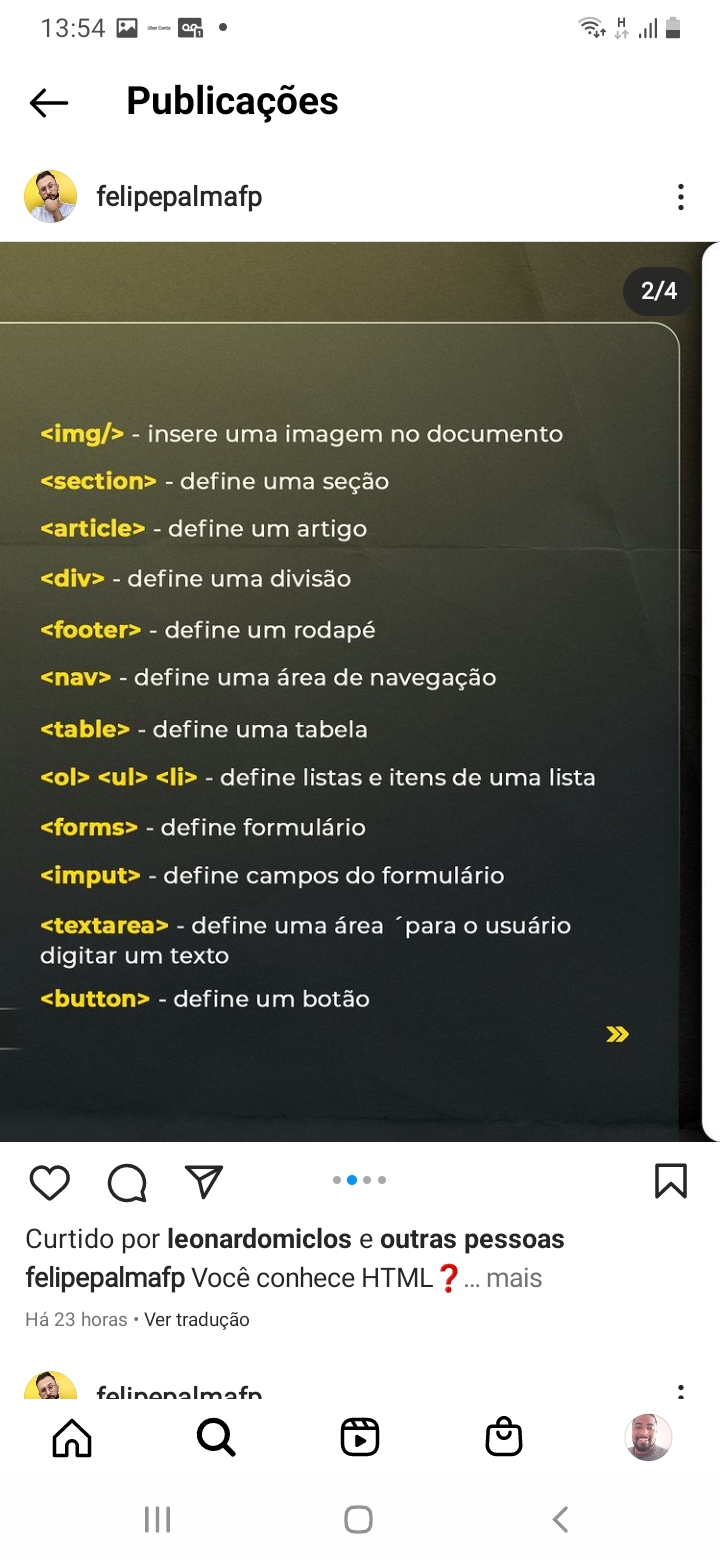 13:54
H
Publicações
felipepalmafp
2/4
<img/> - insere uma imagem no documento
<section> - define uma seção
<article> - define um artigo
<div> - define uma divisão
<footer> - define um rodapé
<nav> - define uma área de navegação
<table> - define uma tabela
<ol> <ul> <li> - define listas e itens de uma lista
<forms> - define formulário
<imput> - define campos do formulário
<textarea> - define uma área ´para o usuário
digitar um texto
<button> - define um botão
Curtido por leonardomiclos e outras pessoas
felipepalmafp Você conhece HTML❓... mais
Há 23 horas • Ver tradução
felipepalmafp